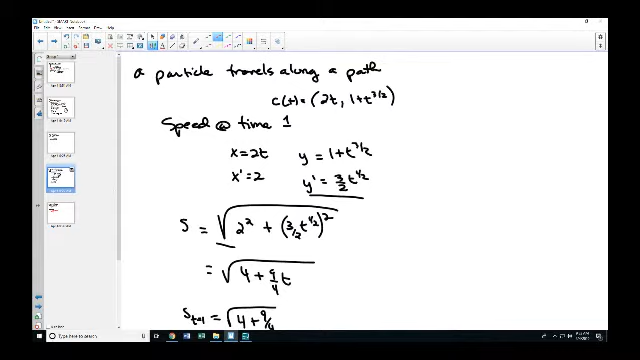 a particle travels along a path
c(t) = (2t, 1+t^3/2)
Speed @ time 1
x = 2t y = 1+t^3/2
x' = 2 y' = 3/2 t^1/2
s = √(2² + (3/2 t^1/2)²)
= √(4 + 9/4 t)
s_t=1 = √(4 + 9/4)